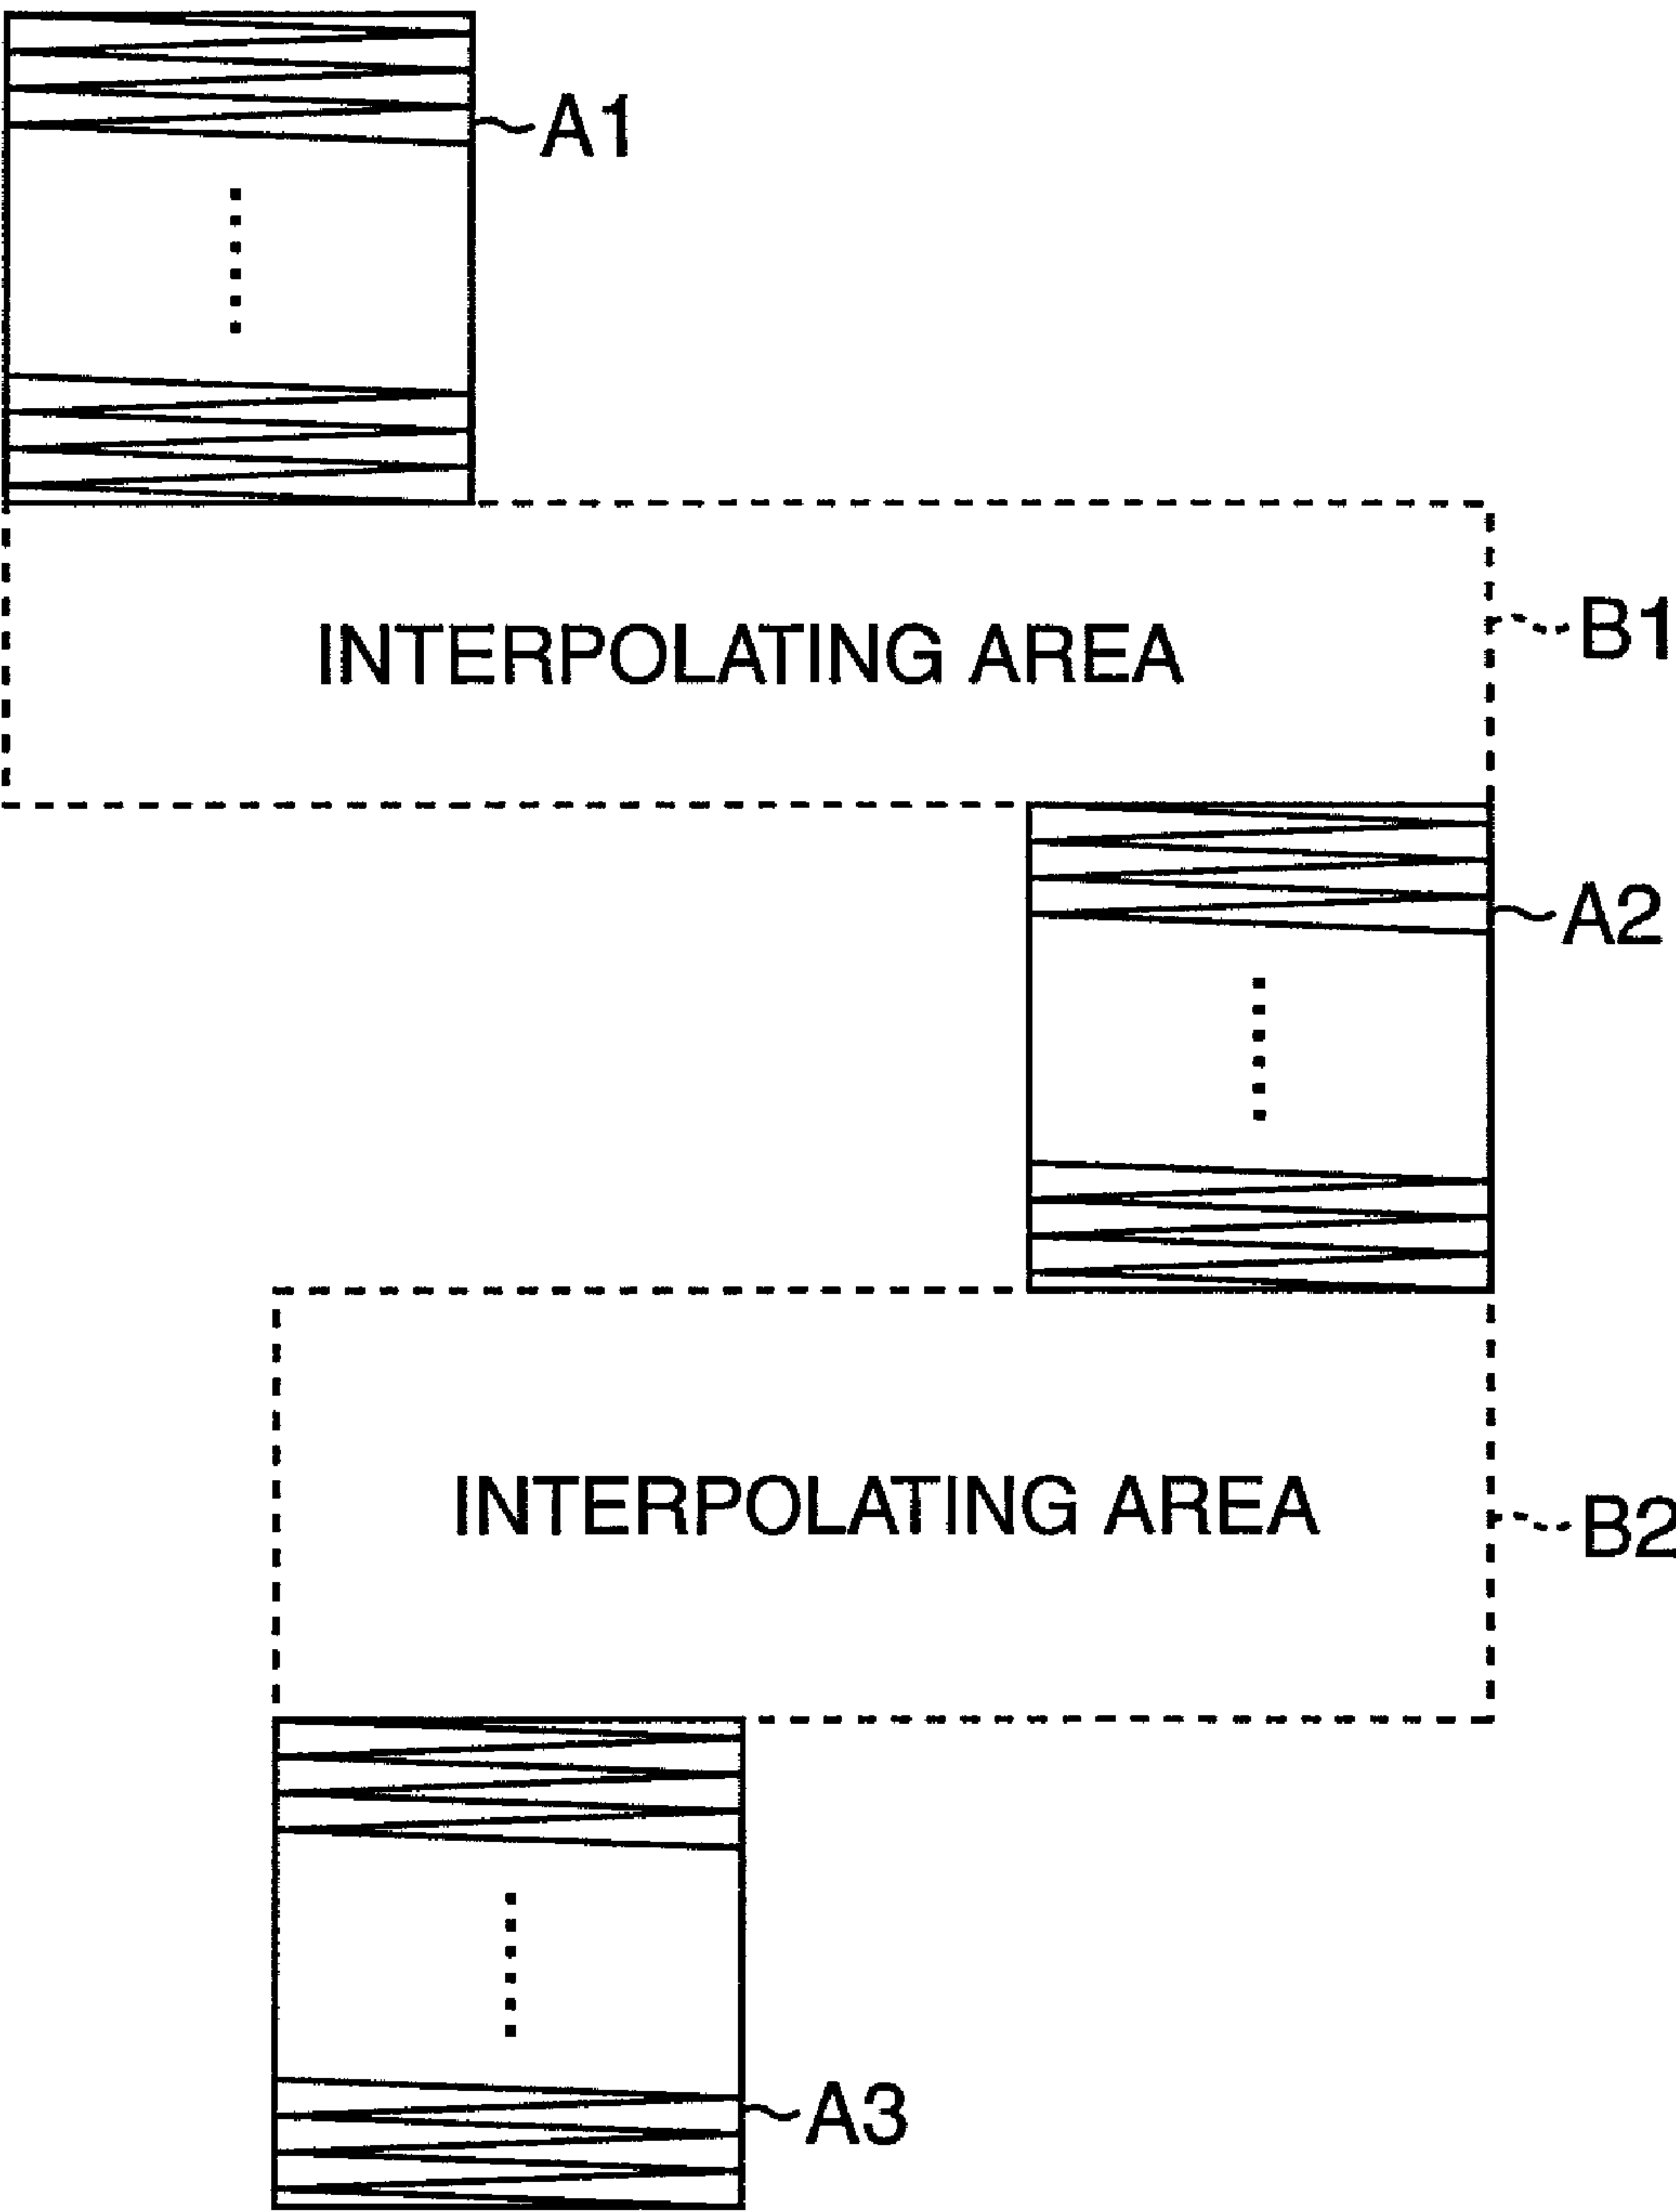 A1
INTERPOLATING AREA
B1
A2
INTERPOLATING AREA
B2
A3